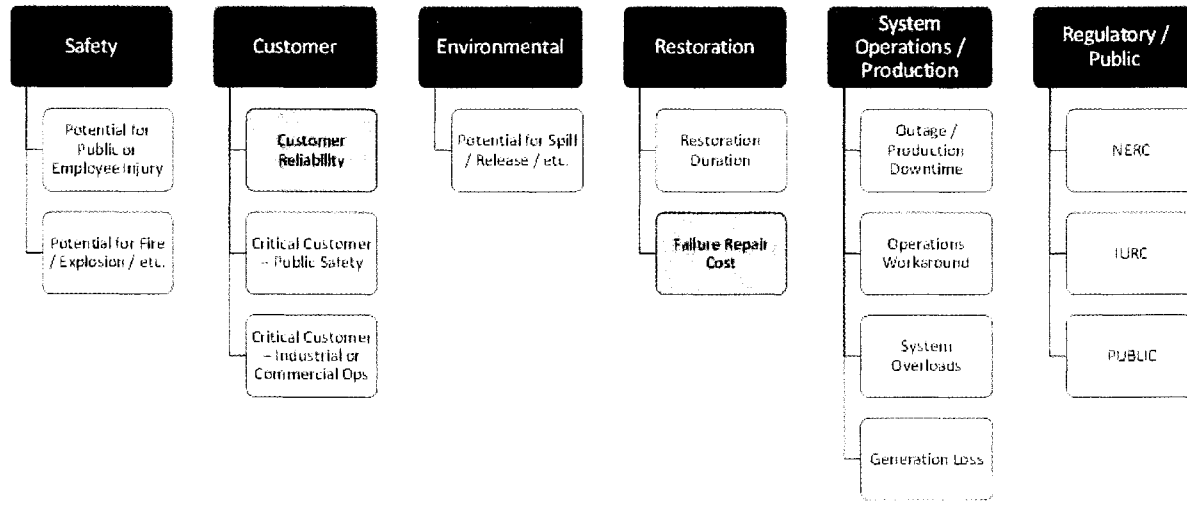 Safety
Potential for
Public or
Employee Injury
Potential for Fire
/ Explosion / etc.
Customer
Customer
Reliability
Critical Customer
– Public Safety
Critical Customer
– Industrial or
Commercial Ops
Environmental
Potential for Spill
/ Release / etc.
Restoration
Restoration
Duration
Failure Repair
Cost
System
Operations /
Production
Outage /
Production
Downtime
Operations
Workaround
System
Overloads
Generation Loss
Regulatory /
Public
NERC
IURC
PUBLIC